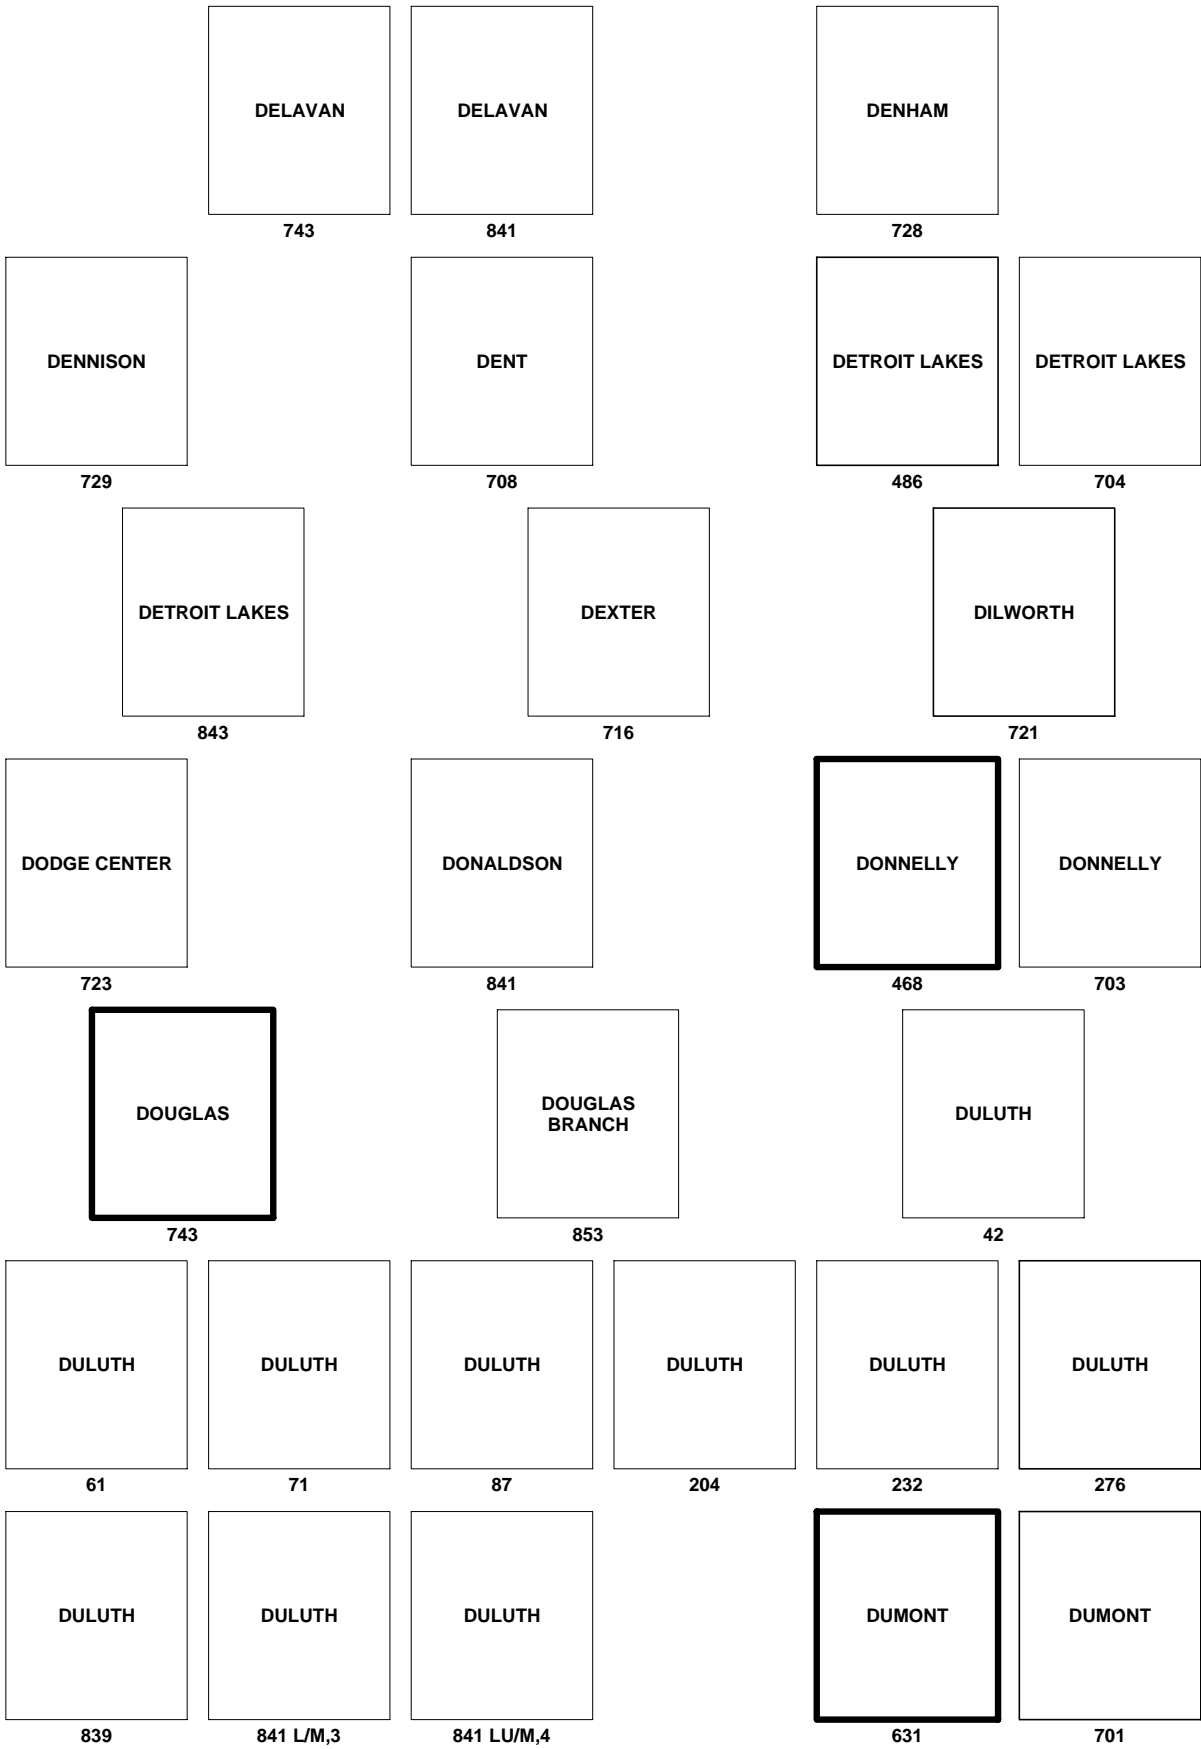 DELAVAN
DELAVAN
DENHAM
743
841
728
DENNISON
DENT
DETROIT LAKES
DETROIT LAKES
729
708
486
704
DETROIT LAKES
DEXTER
DILWORTH
843
716
721
DODGE CENTER
DONALDSON
DONNELLY
DONNELLY
723
841
468
703
DOUGLAS
DOUGLAS
BRANCH
DULUTH
743
853
42
DULUTH
DULUTH
DULUTH
DULUTH
DULUTH
DULUTH
61
71
87
204
232
276
DULUTH
DULUTH
DULUTH
DUMONT
DUMONT
839
841 L/M,3
841 LU/M,4
631
701